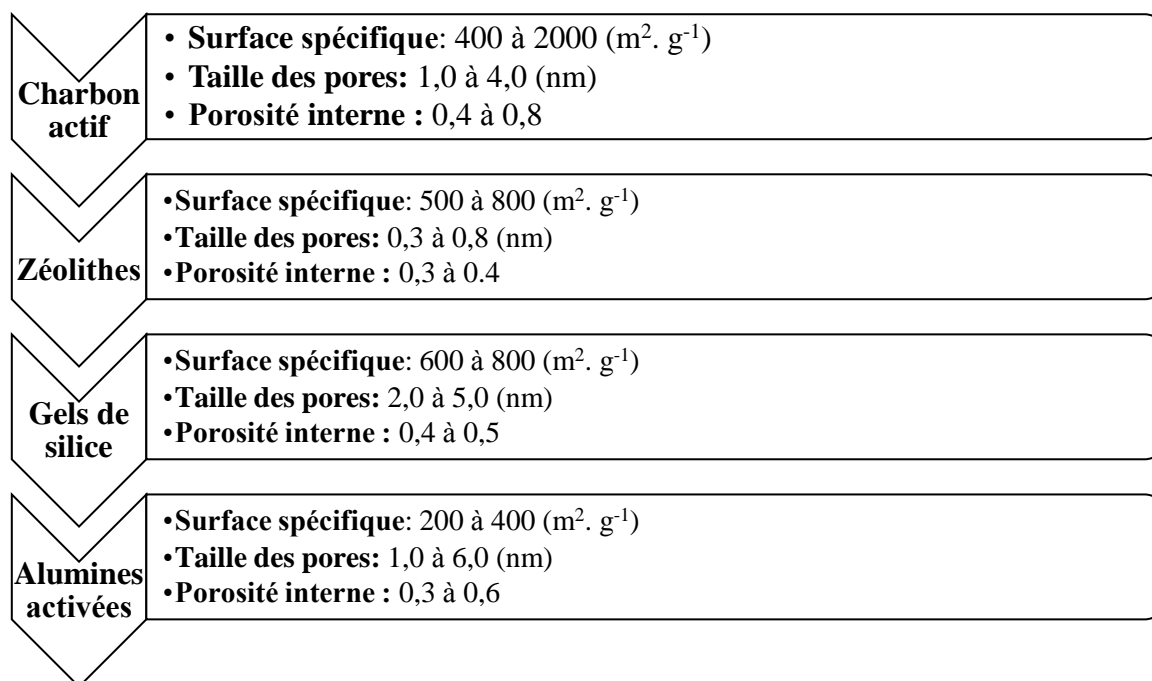 Charbon
actif
• Surface spécifique: 400 à 2000 (m². g⁻¹)
• Taille des pores: 1,0 à 4,0 (nm)
• Porosité interne : 0,4 à 0,8
Zéolithes
•Surface spécifique: 500 à 800 (m². g⁻¹)
•Taille des pores: 0,3 à 0,8 (nm)
•Porosité interne : 0,3 à 0.4
Gels de
silice
•Surface spécifique: 600 à 800 (m². g⁻¹)
•Taille des pores: 2,0 à 5,0 (nm)
•Porosité interne : 0,4 à 0,5
Alumines
activées
•Surface spécifique: 200 à 400 (m². g⁻¹)
•Taille des pores: 1,0 à 6,0 (nm)
•Porosité interne : 0,3 à 0,6